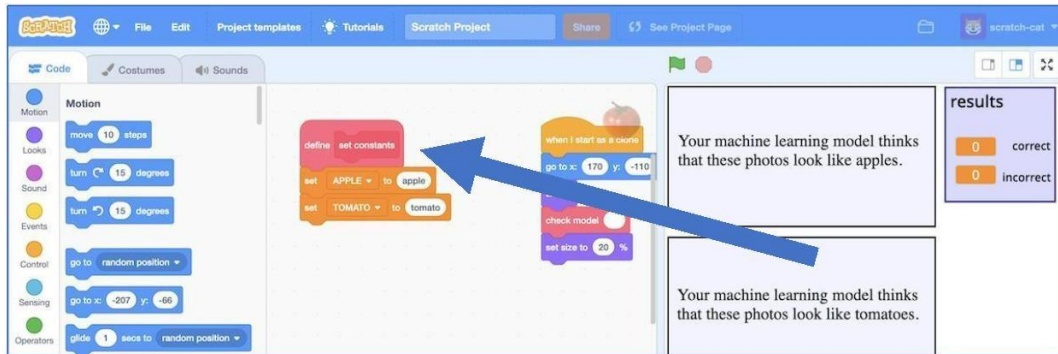 SCRATCH File Edit Project templates Tutorials Scratch Project Share See Project Page scratch-cat
Code Costumes Sounds
Motion
Looks
Sound
Events
Control
Sensing
Operators
Motion
move 10 steps
turn 15 degrees
turn 15 degrees
go to random position
go to x: -207 y: -66
glide 1 secs to random position
define set constants
set APPLE to apple
set TOMATO to tomato
when I start as a clone
go to x: 170 y: -110
check model
set size to 20 %
Your machine learning model thinks
that these photos look like apples.
Your machine learning model thinks
that these photos look like tomatoes.
results
0 correct
0 incorrect